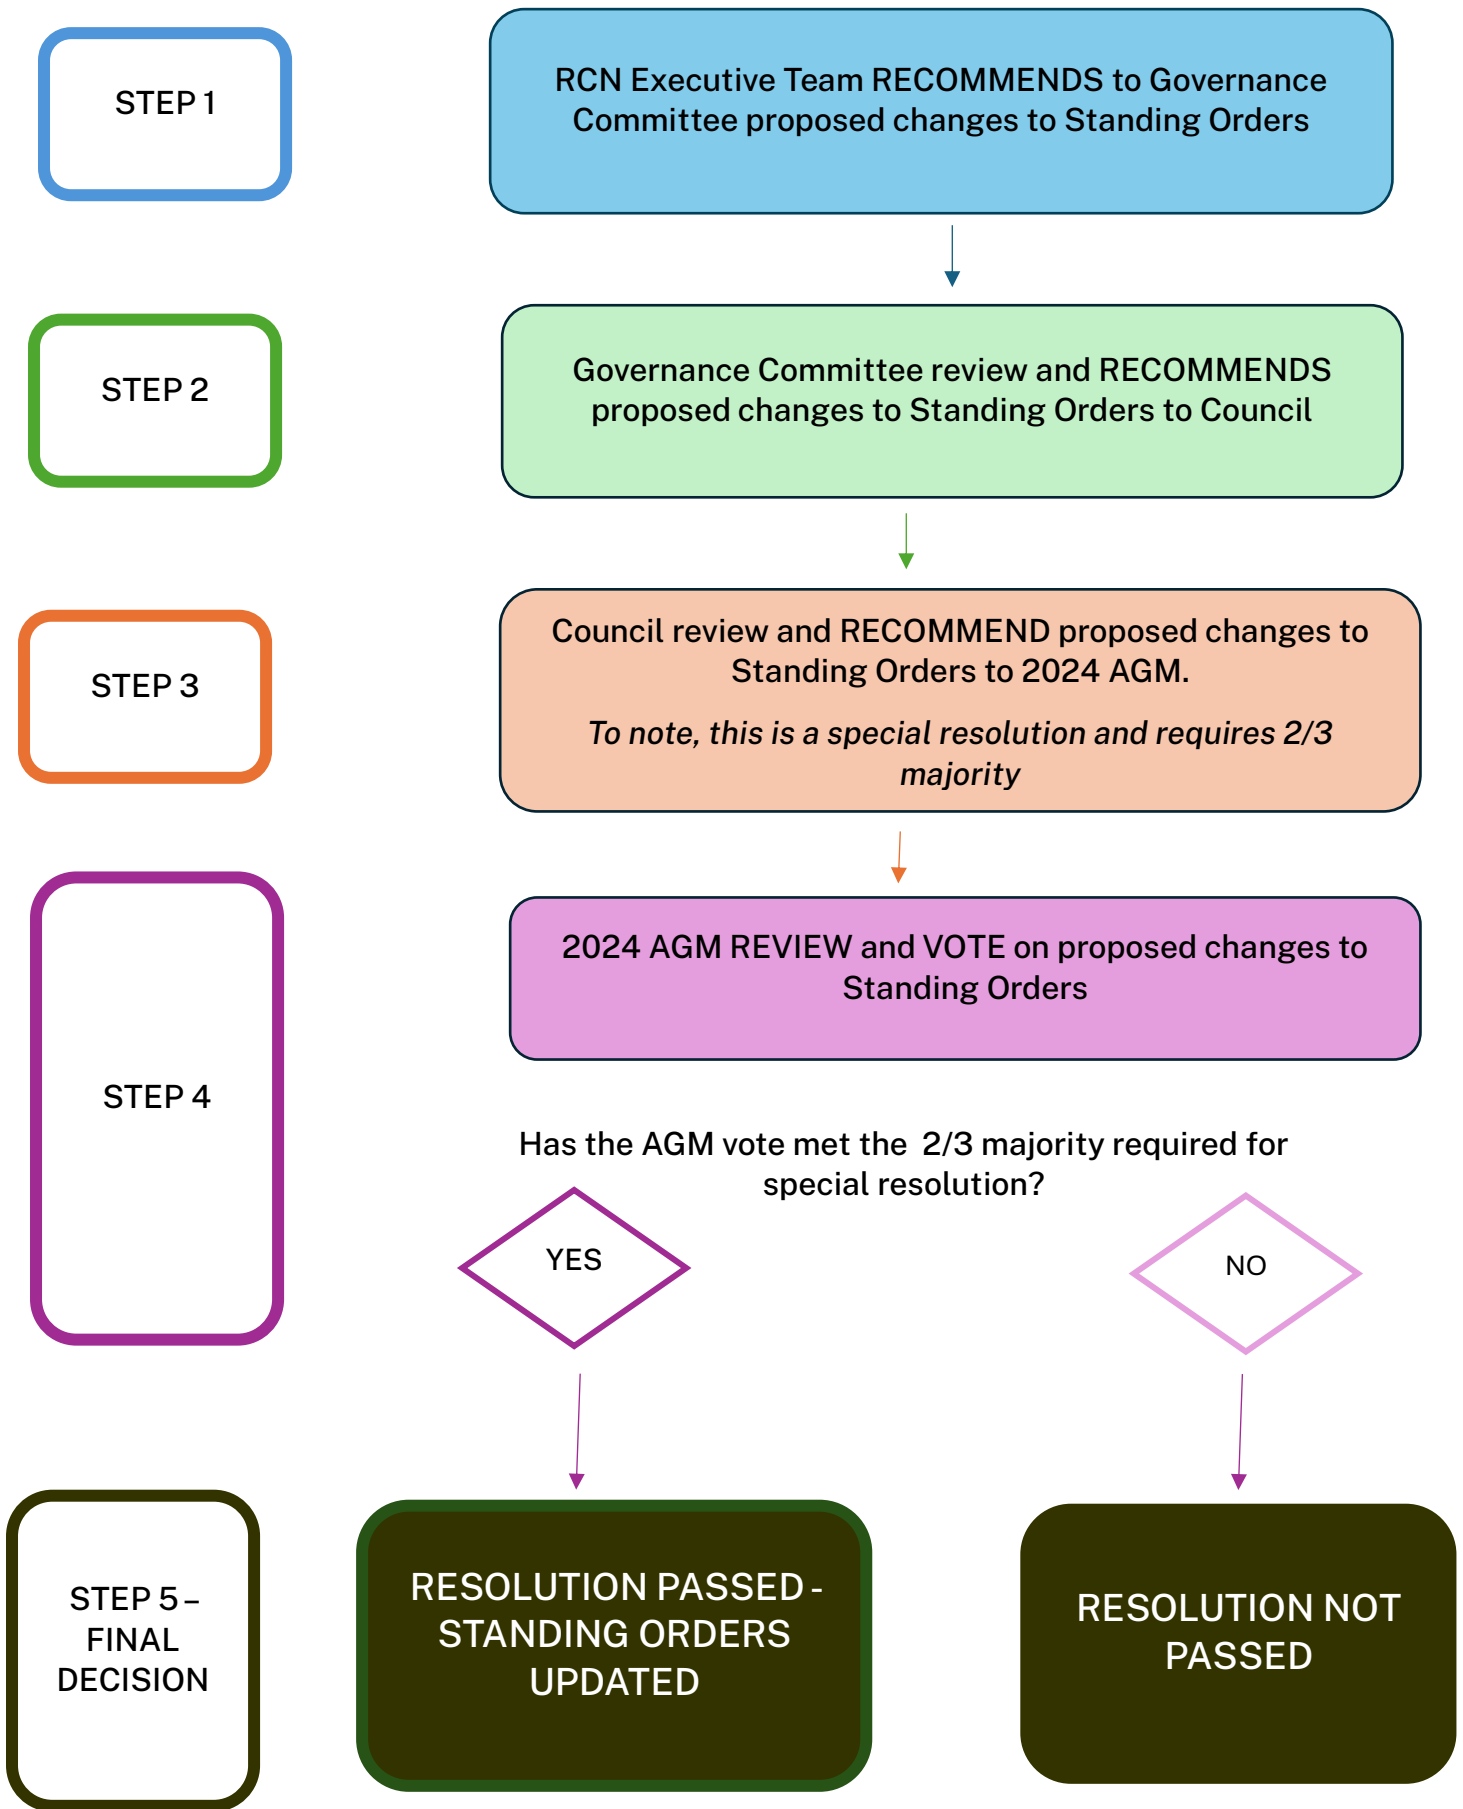 STEP 1
RCN Executive Team RECOMMENDS to Governance
Committee proposed changes to Standing Orders
STEP 2
Governance Committee review and RECOMMENDS
proposed changes to Standing Orders to Council
STEP 3
Council review and RECOMMEND proposed changes to
Standing Orders to 2024 AGM.
To note, this is a special resolution and requires 2/3
majority
STEP 4
2024 AGM REVIEW and VOTE on proposed changes to
Standing Orders
Has the AGM vote met the  2/3 majority required for
special resolution?
YES
NO
STEP 5 –
FINAL
DECISION
RESOLUTION PASSED -
STANDING ORDERS
UPDATED
RESOLUTION NOT
PASSED